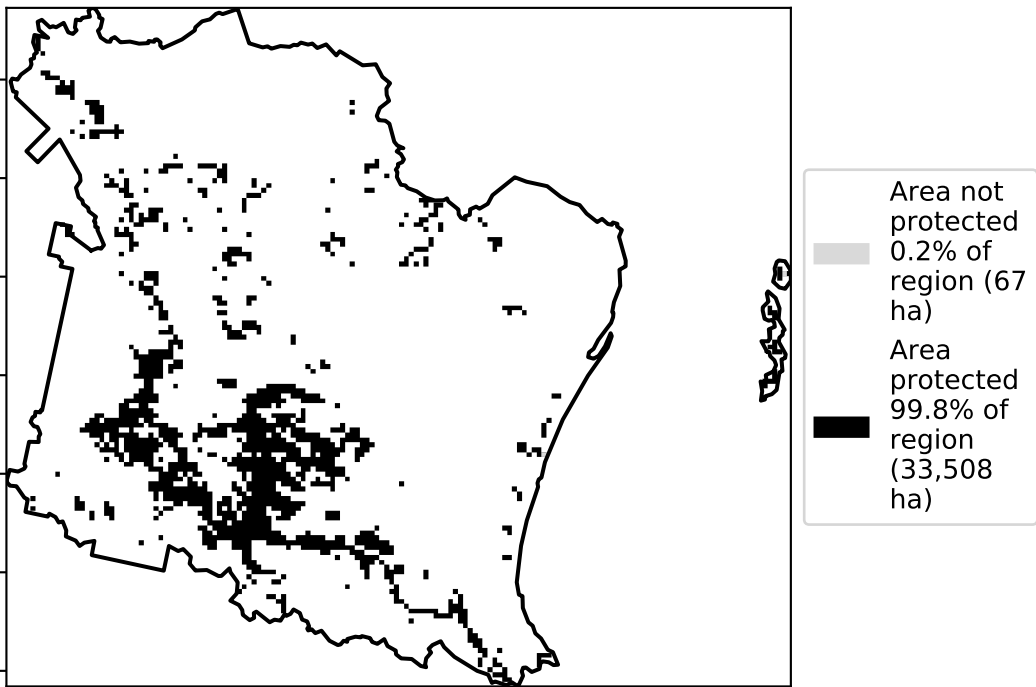 Area not
protected
0.2% of
region (67
ha)
Area
protected
99.8% of
region
(33,508
ha)